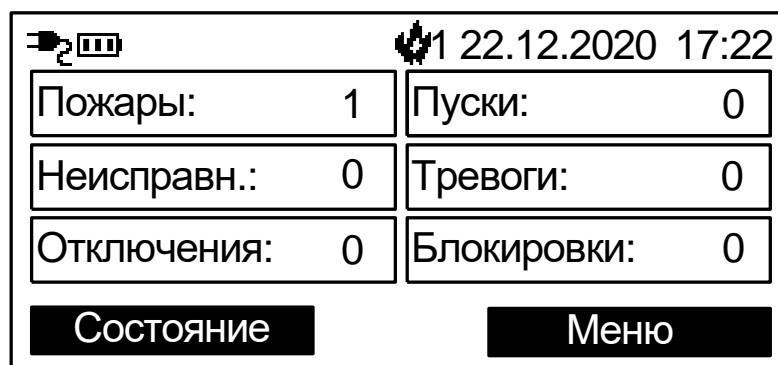 1 22.12.2020 17:22
Пожары: 1 Пуски: 0
Неисправн.: 0 Тревоги: 0
Отключения: 0 Блокировки: 0
Состояние Меню